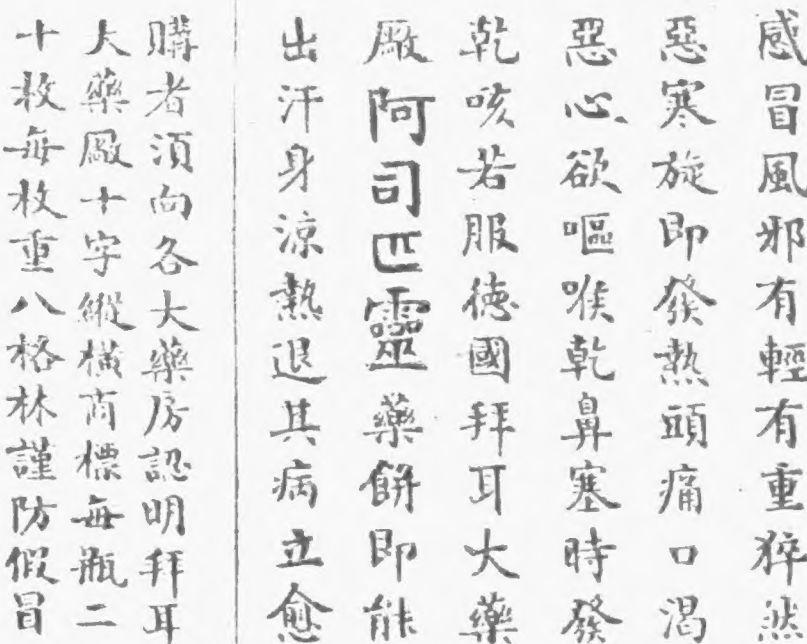 感冒風邪有輕有重猝然
惡寒旋即發熱頭痛口渴
惡心欲嘔喉乾鼻塞時發
乾咳若服德國拜耳大藥
厰阿司匹靈藥餅即能
出汗身涼熱退其病立愈
購者須向各大藥房認明拜耳
大藥厰十字縱橫商標每瓶二
十枚每枚重八格林謹防假冒